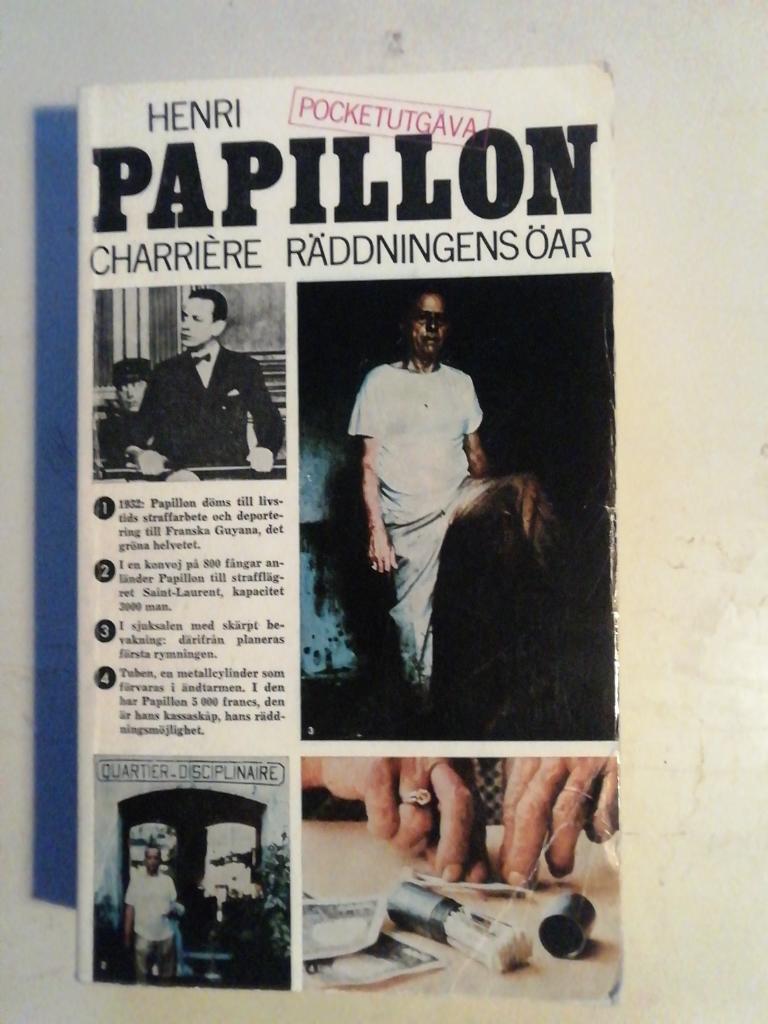 HENRI
POCKETUTGÅVA
PAPILLON
CHARRIÈRE RÄDDNINGENS ÖAR
1 1932: Papillon döms till livs-
tids straffarbete och deporte-
ring till Franska Guyana, det
gröna helvetet.
2 I en konvoj på 800 fångar an-
länder Papillon till straffläg-
ret Saint-Laurent, kapacitet
3000 man.
3 I sjuksalen med skärpt be-
vakning: därifrån planeras
första rymningen.
4 Tuben, en metallcylinder som
förvaras i ändtarmen. I den
har Papillon 5 000 francs, den
är hans kassaskåp, hans rädd-
ningsmöjlighet.
3
QUARTIER-DISCIPLINAIRE
2
4